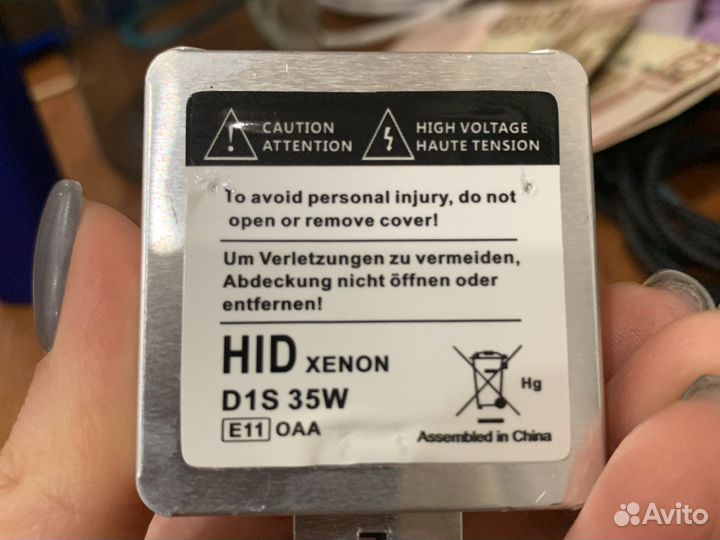 CAUTION
ATTENTION
HIGH VOLTAGE
HAUTE TENSION
To avoid personal injury, do not
open or remove cover!
Um Verletzungen zu vermeiden,
Abdeckung nicht öffnen oder
entfernen!
HID XENON
D1S 35W
E11 OAA
Hg
Assembled in China
Avito